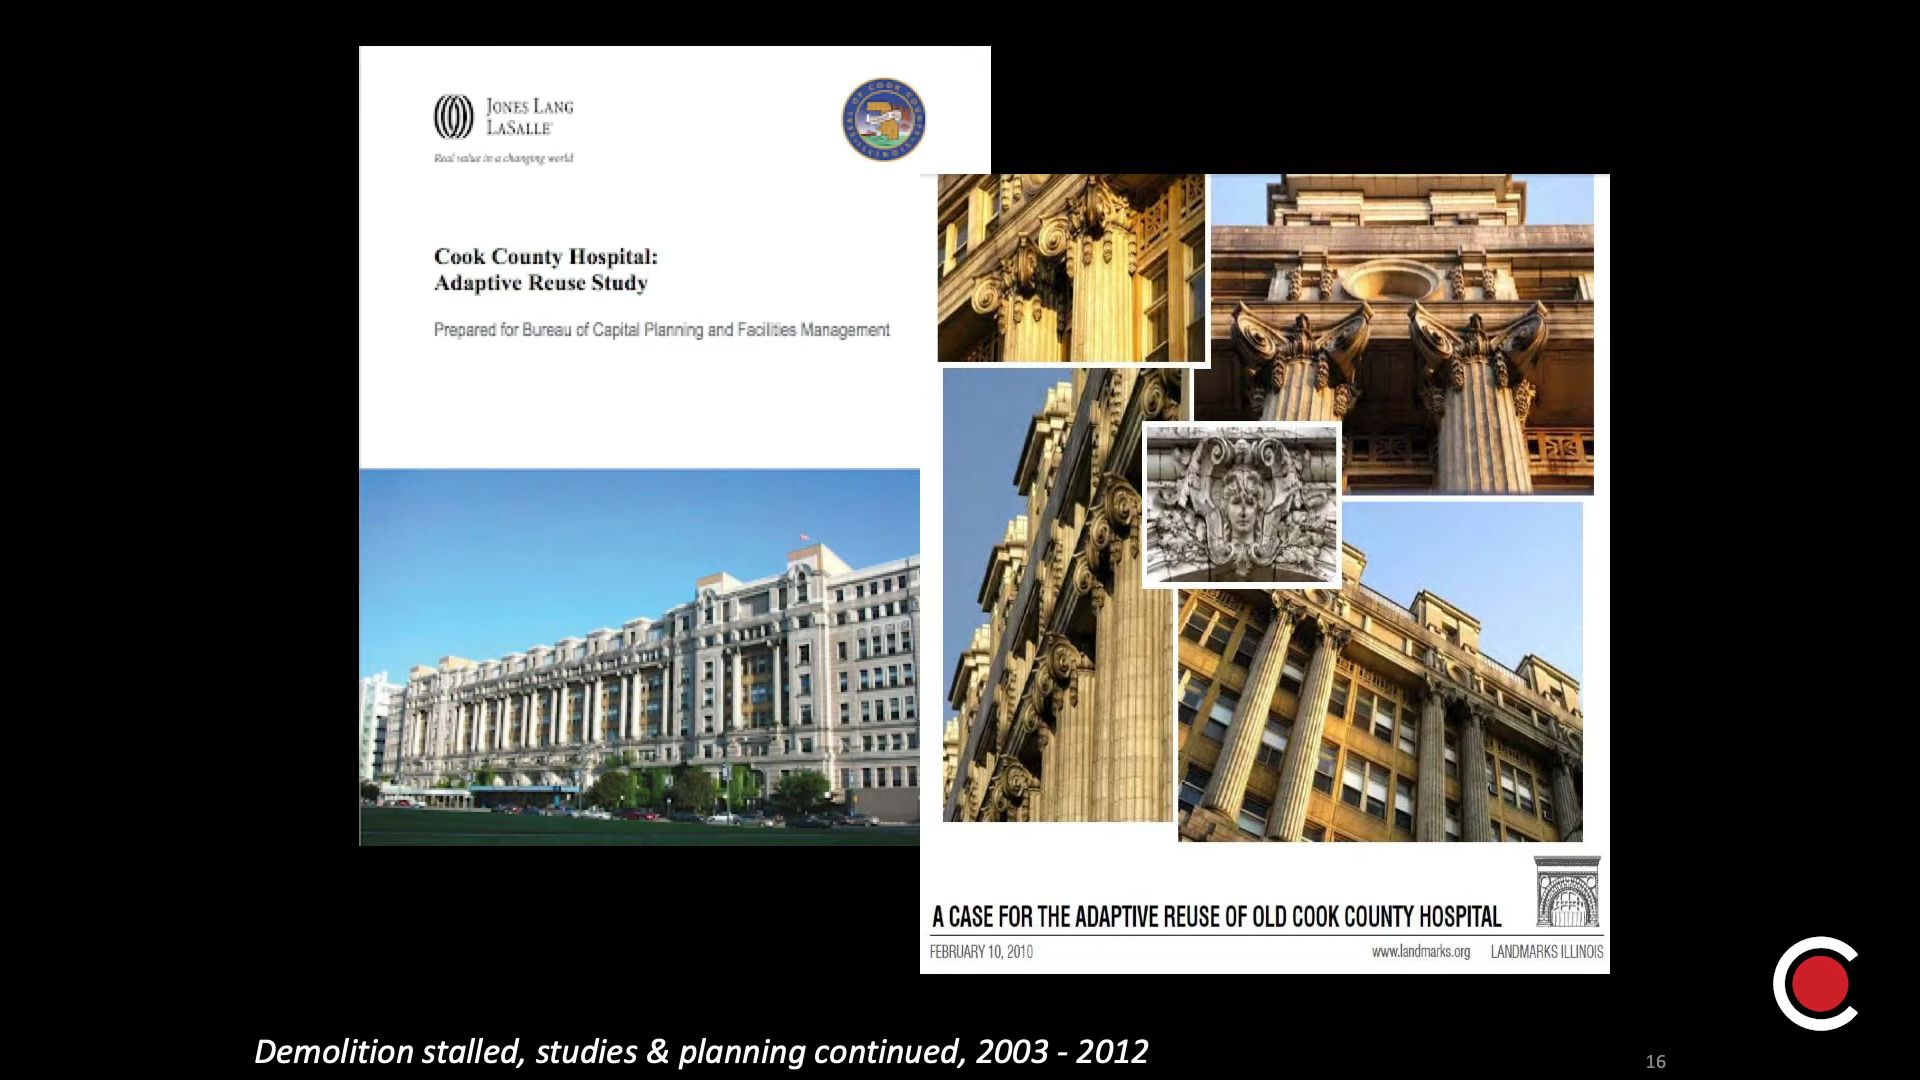 JONES LANG
LASALLE
Real value in a changing world
Cook County Hospital:
Adaptive Reuse Study
Prepared for Bureau of Capital Planning and Facilities Management
A CASE FOR THE ADAPTIVE REUSE OF OLD COOK COUNTY HOSPITAL
FEBRUARY 10, 2010
www.landmarks.org LANDMARKS ILLINOIS
Demolition stalled, studies & planning continued, 2003 - 2012
16